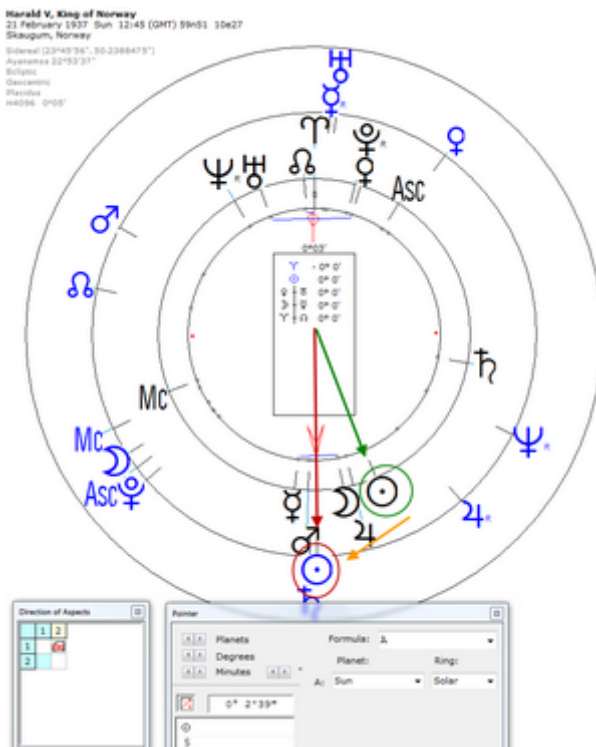 Harald V, King of Norway
21 February 1937 Sun 12:45 (GMT) 59n51 10e27
Skaugum, Norway
Sidereal (23°45'56", 50.2388475")
Ayanamsa 22°53'37"
Ecliptic
Geocentric
Placidus
H4096 0°05'
Asc
0°03'
- 0° 0'
0° 0'
0° 0'
0° 0'
0° 0'
Mc
Mc
Asc
Direction of Aspects
1 2
1
2
Pointer
Planets
Degrees
Minutes
Formula: A
Planet: Ring:
A: Sun Solar
0° 2'39"